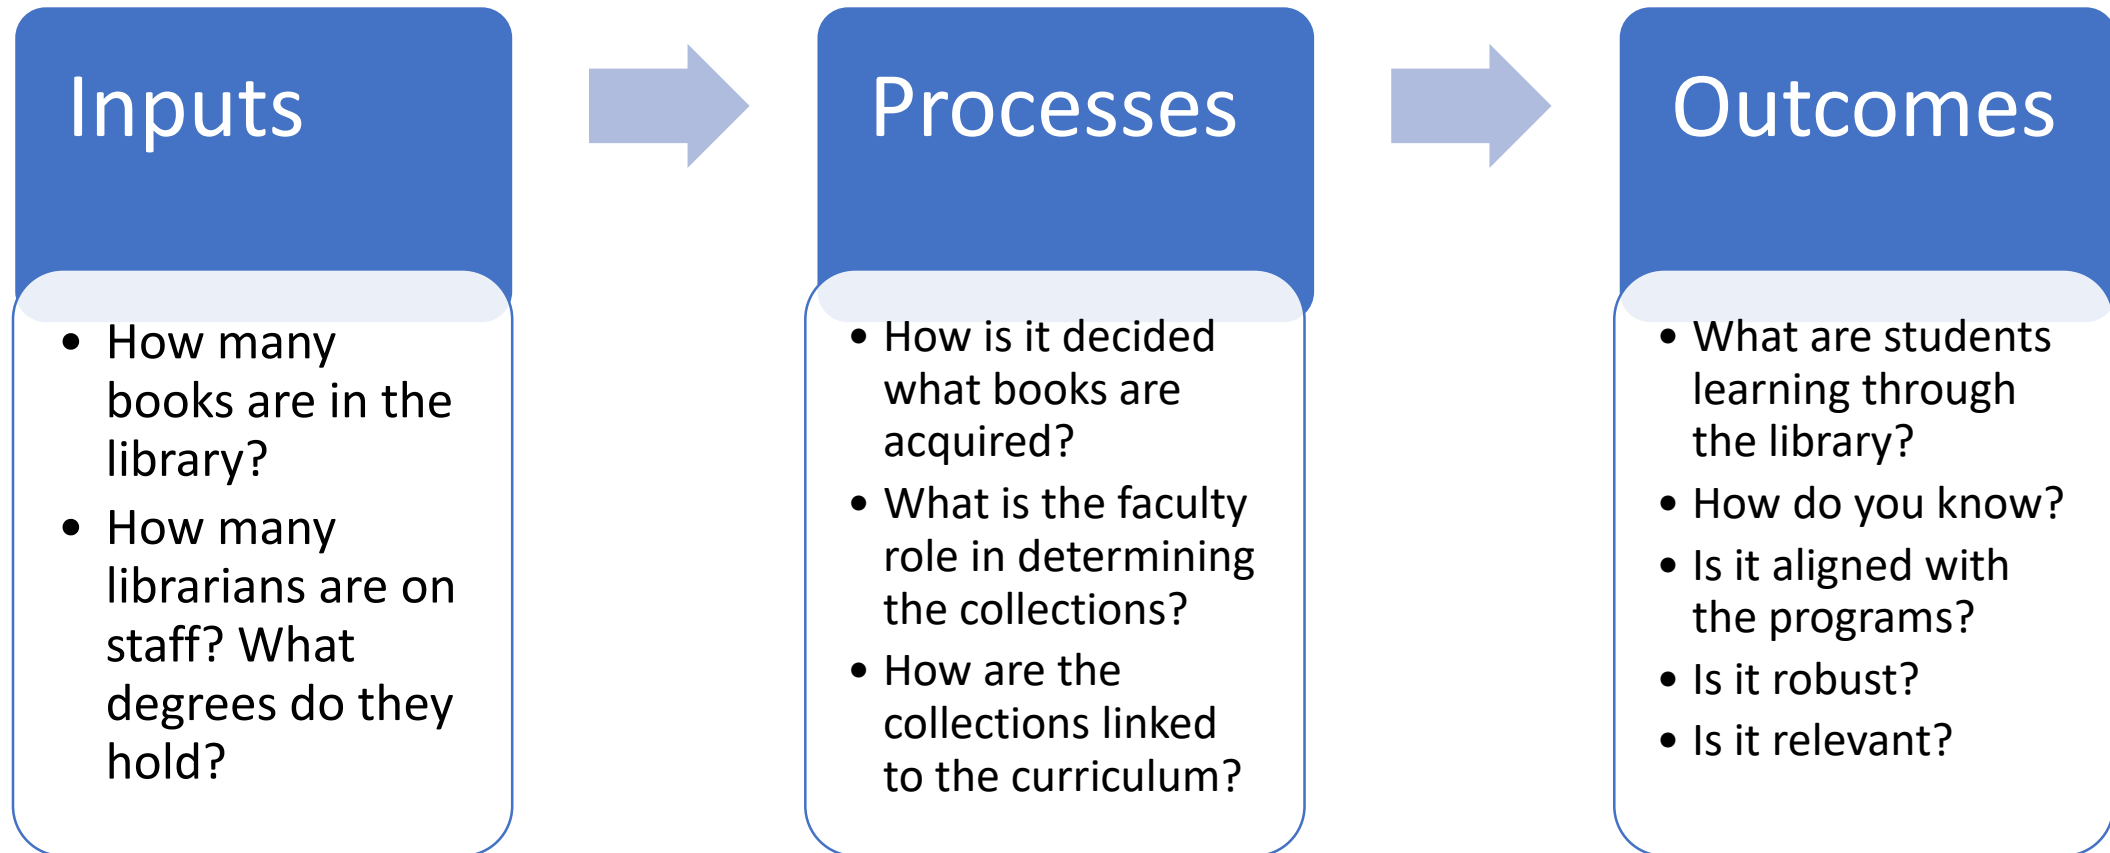 Inputs
• How many
books are in the
library?
• How many
librarians are on
staff? What
degrees do they
hold?
Processes
• How is it decided
what books are
acquired?
• What is the faculty
role in determining
the collections?
• How are the
collections linked
to the curriculum?
Outcomes
• What are students
learning through
the library?
• How do you know?
• Is it aligned with
the programs?
• Is it robust?
• Is it relevant?